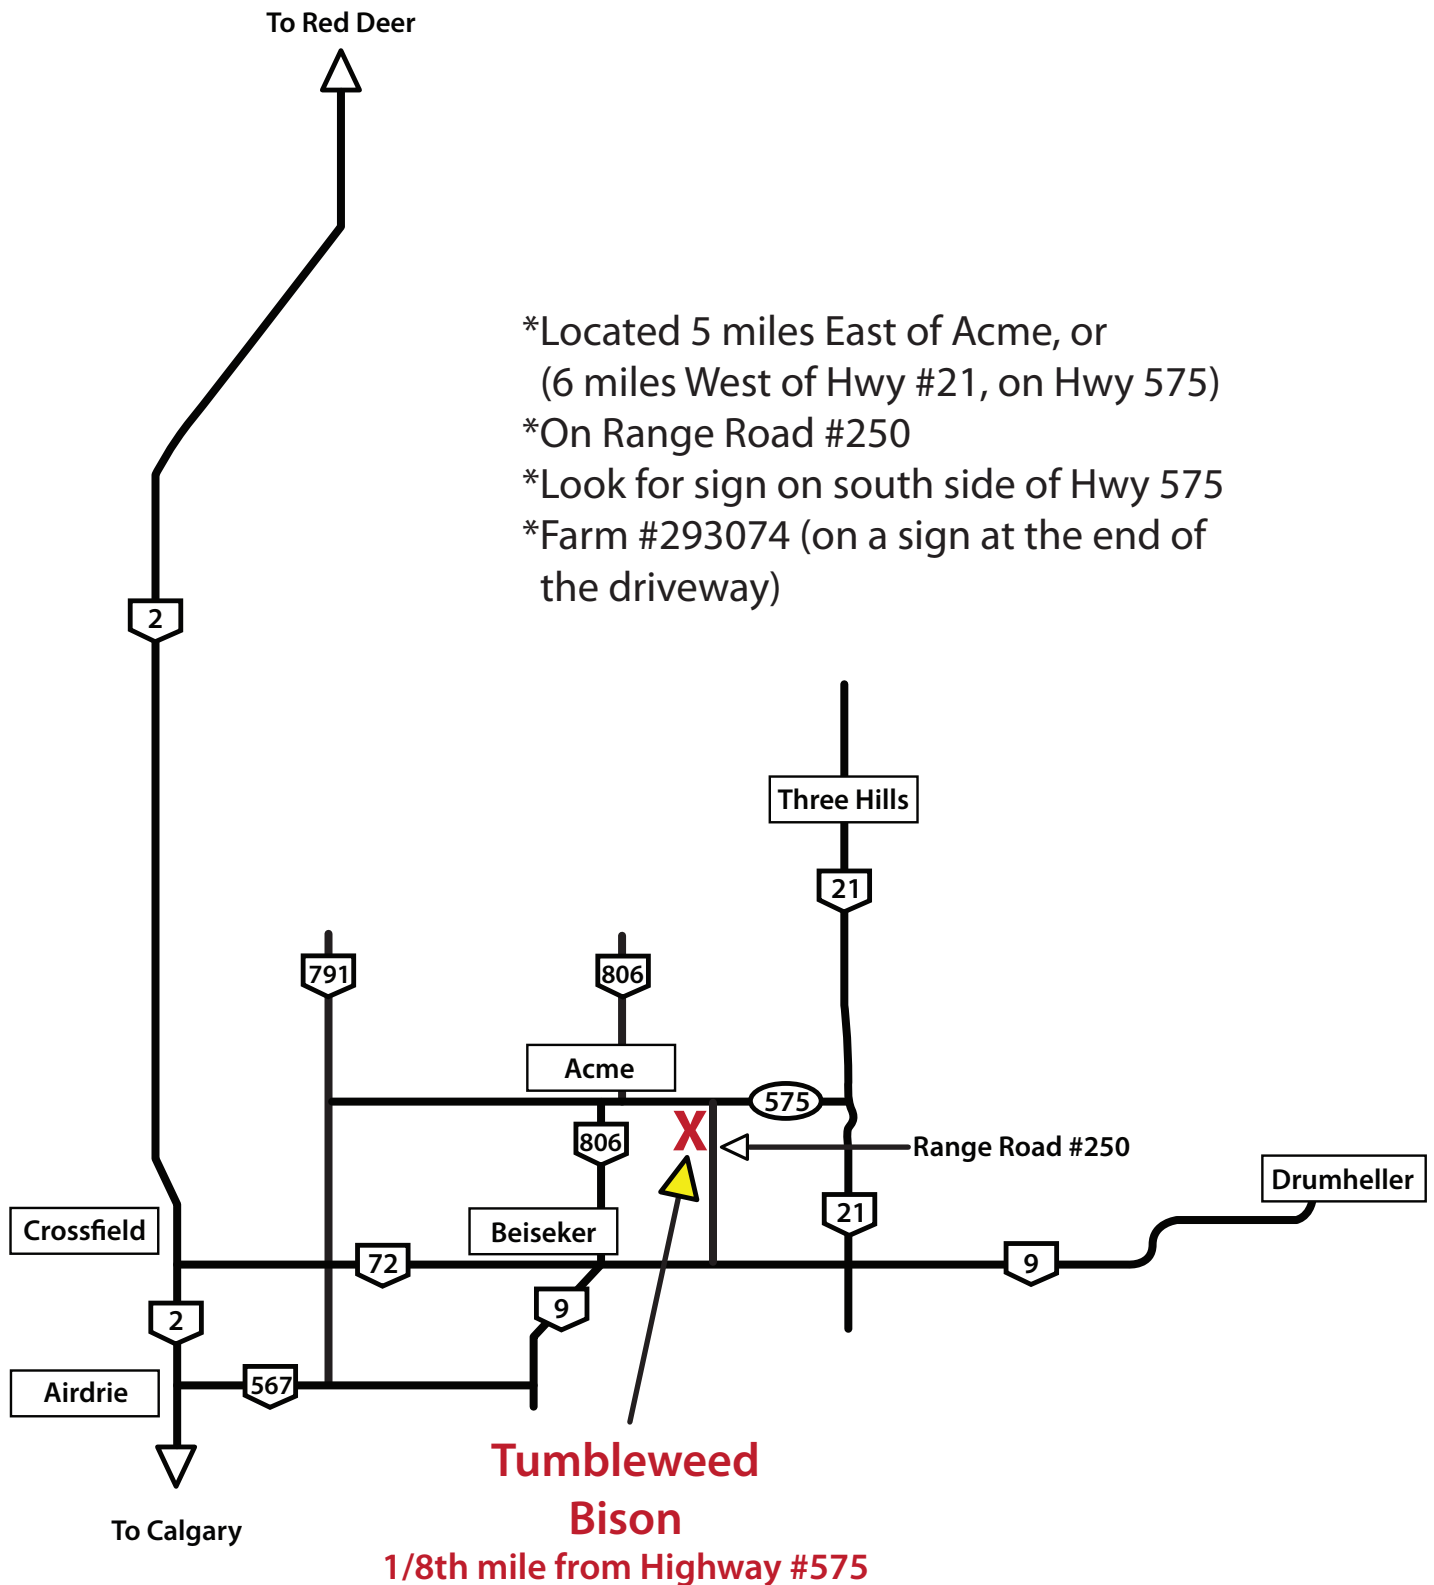 To Red Deer
*Located 5 miles East of Acme, or
(6 miles West of Hwy #21, on Hwy 575)
*On Range Road #250
*Look for sign on south side of Hwy 575
*Farm #293074 (on a sign at the end of
the driveway)
2
Three Hills
21
791
806
Acme
575
806
Range Road #250
Drumheller
21
Crossfield
Beiseker
72
9
9
2
567
Airdrie
Tumbleweed
Bison
To Calgary
1/8th mile from Highway #575